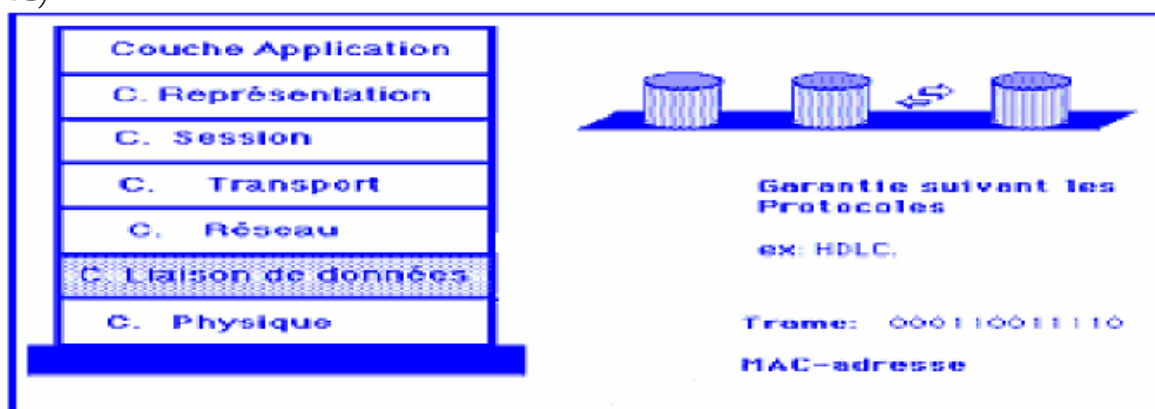 Couche Application
C. Représentation
C. Session
C. Transport
C. Réseau
C. Liaison de données
C. Physique
Garantie suivant les
Protocoles
ex: HDLC.
Trame: 000110011110
MAC-adresse